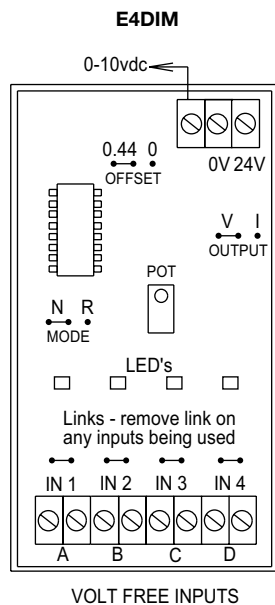 E4DIM
0-10vdc
0V 24V
0.44 0
OFFSET
V I
OUTPUT
POT
N R
MODE
LED's
Links - remove link on
any inputs being used
IN 1 IN 2 IN 3 IN 4
A B C D
VOLT FREE INPUTS